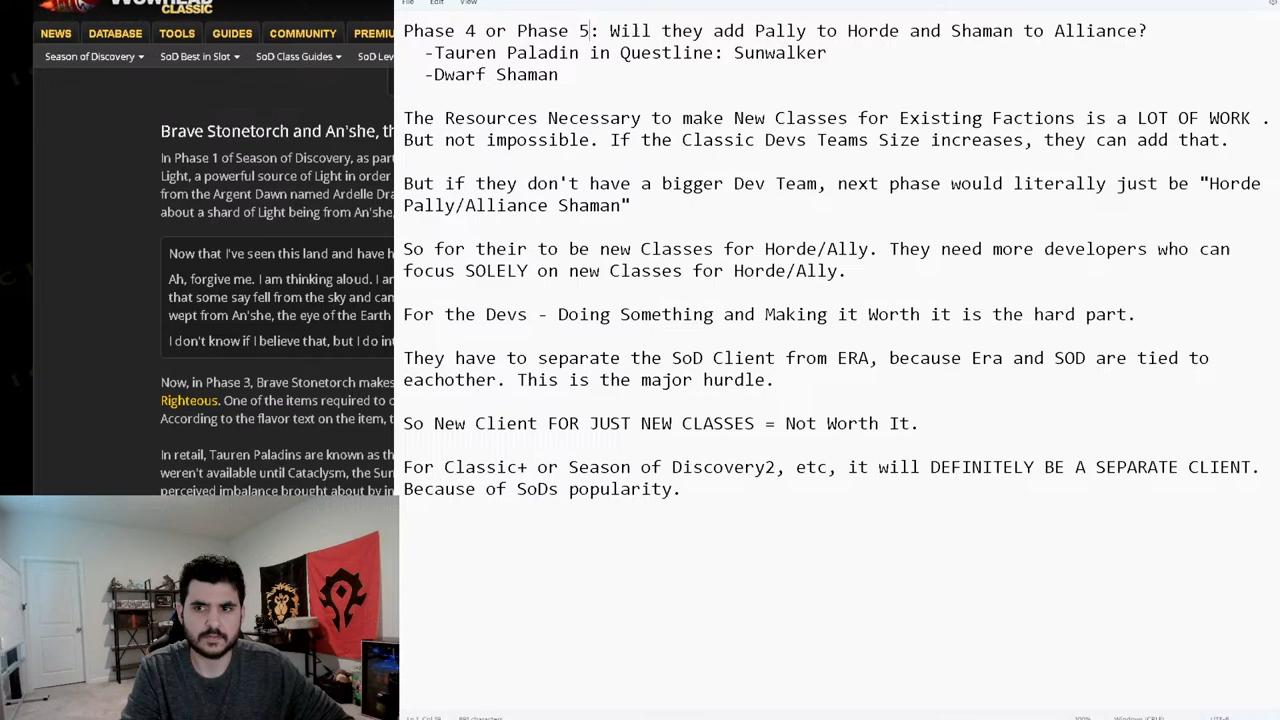 WOWHEAD
CLASSIC
NEWS DATABASE TOOLS COMMUNITY PREMIU
Season of Discovery SoD Best in Slot SoD Class Guides SoD Lev
Brave Stonetorch and An'she, th
In Phase 1 of Season of Discovery, as part
Light, a powerful source of Light in order
from the Argent Dawn named Ardelle Dra
about a shard of Light being from An'she,
Now that I've seen this land and have h
Ah, forgive me. I am thinking aloud. I ar
that some say fell from the sky and can
wept from An'she, the eye of the Earth
I don't know if I believe that, but I do int
Now, in Phase 3, Brave Stonetorch makes
Righteous. One of the items required to c
According to the flavor text on the item, t
In retail, Tauren Paladins are known as th
weren't available until Cataclysm, the Sun
perceived imbalance brought about by in
File Edit View
Phase 4 or Phase 5: Will they add Pally to Horde and Shaman to Alliance?
-Tauren Paladin in Questline: Sunwalker
-Dwarf Shaman
The Resources Necessary to make New Classes for Existing Factions is a LOT OF WORK .
But not impossible. If the Classic Devs Teams Size increases, they can add that.
But if they don't have a bigger Dev Team, next phase would literally just be "Horde
Pally/Alliance Shaman"
So for their to be new Classes for Horde/Ally. They need more developers who can
focus SOLELY on new Classes for Horde/Ally.
For the Devs - Doing Something and Making it Worth it is the hard part.
They have to separate the SoD Client from ERA, because Era and SOD are tied to
eachother. This is the major hurdle.
So New Client FOR JUST NEW CLASSES = Not Worth It.
For Classic+ or Season of Discovery2, etc, it will DEFINITELY BE A SEPARATE CLIENT.
Because of SoDs popularity.